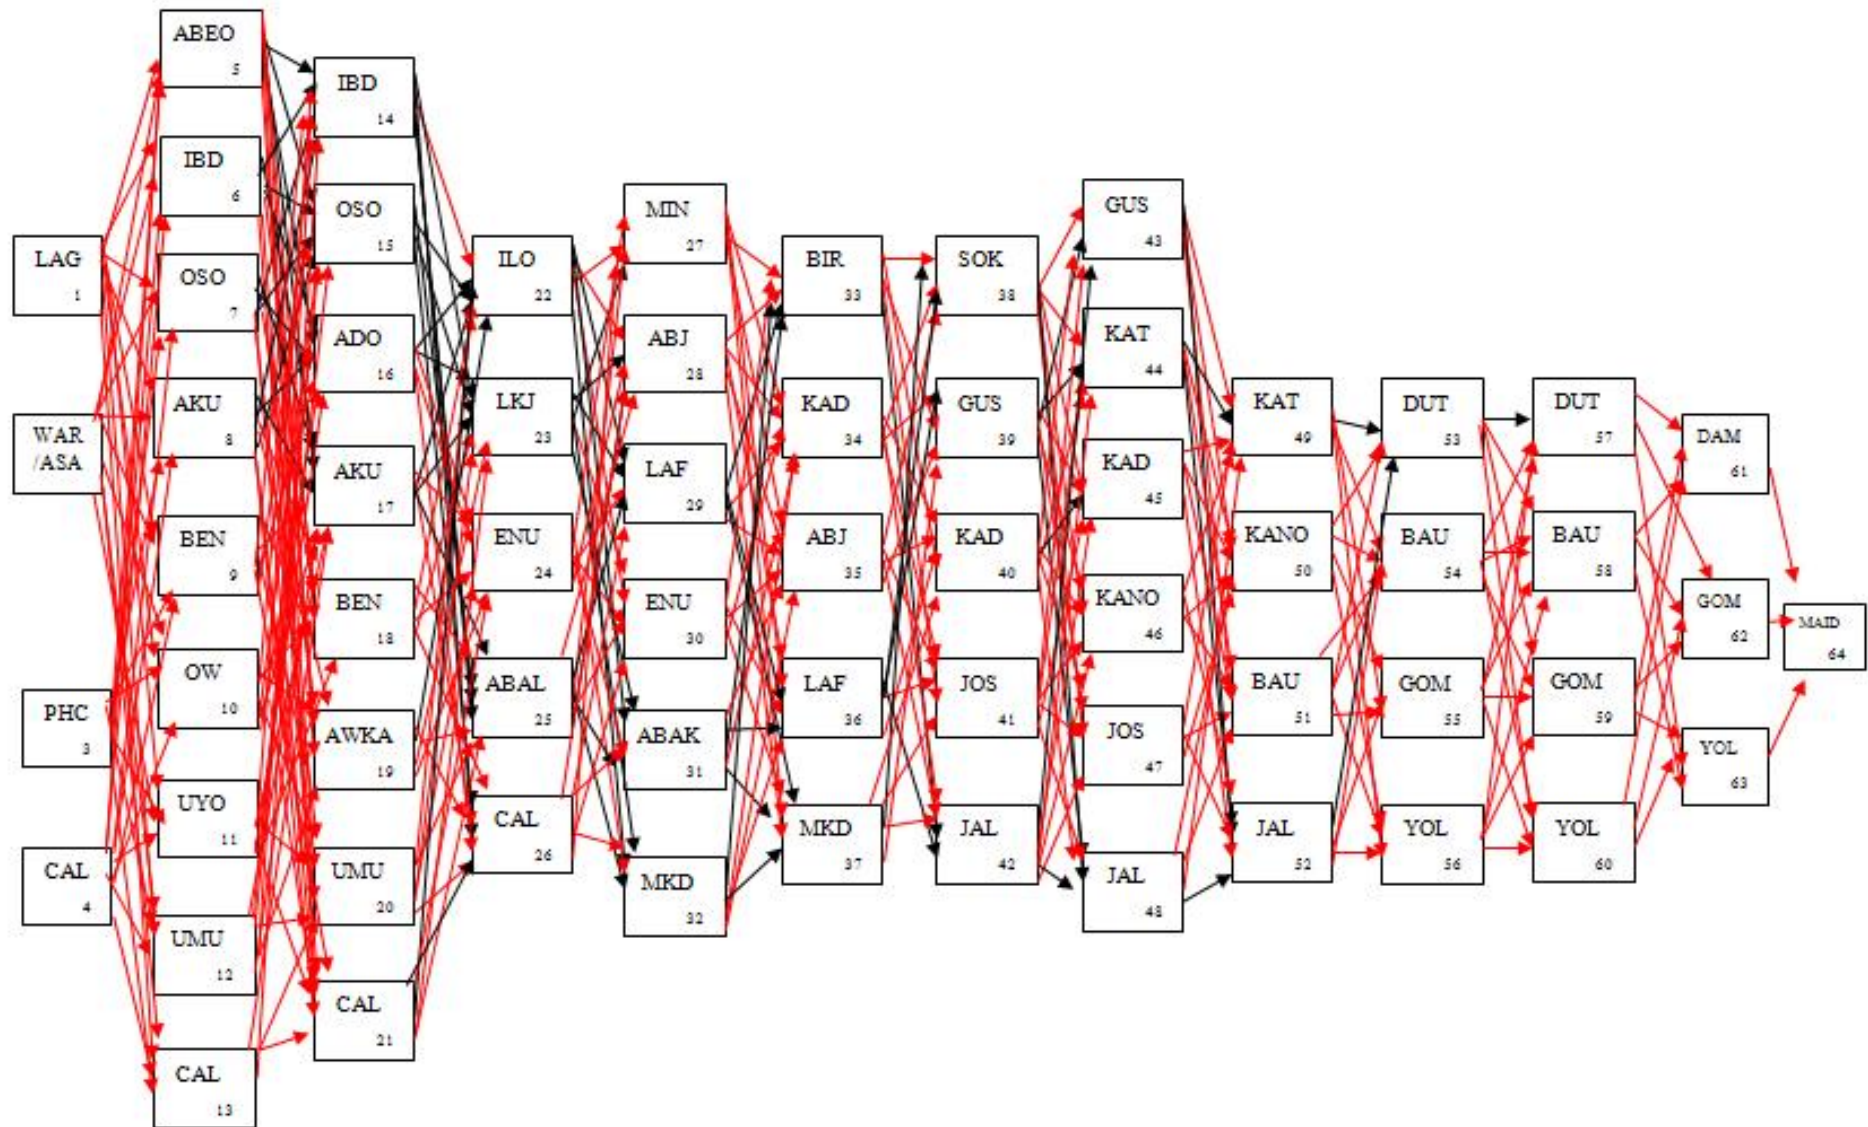 LAG
1
WAR
/ASA
PHC
3
CAL
4
ABEO
5
IBD
6
OSO
7
AKU
8
BEN
9
OW
10
UYO
11
UMU
12
CAL
13
IBD
14
OSO
15
ADO
16
AKU
17
BEN
18
AWKA
19
UMU
20
CAL
21
ILO
22
LKJ
23
ENU
24
ABAL
25
CAL
26
MIN
27
ABJ
28
LAF
29
ENU
30
ABAK
31
MKD
32
BIR
33
KAD
34
ABJ
35
LAF
36
MKD
37
SOK
38
GUS
39
KAD
40
JOS
41
JAL
42
GUS
43
KAT
44
KAD
45
KANO
46
JOS
47
JAL
48
KAT
49
KANO
50
BAU
51
JAL
52
DUT
53
BAU
54
GOM
55
YOL
56
DUT
57
BAU
58
GOM
59
YOL
60
DAM
61
GOM
62
YOL
63
MAID
64